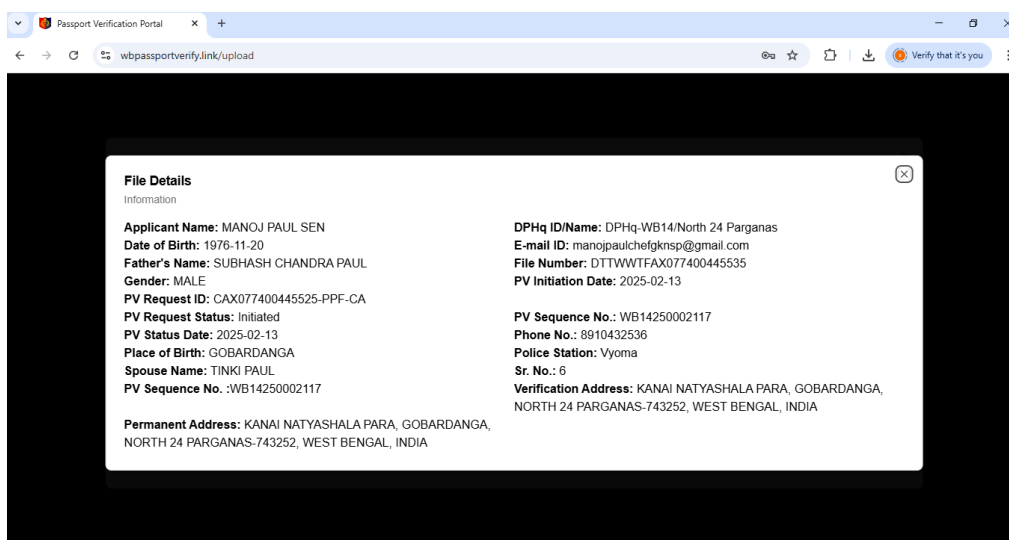 Passport Verification Portal
wbpassportverify.link/upload
Verify that it's you
File Details
Information
Applicant Name: MANOJ PAUL SEN
Date of Birth: 1976-11-20
Father's Name: SUBHASH CHANDRA PAUL
Gender: MALE
PV Request ID: CAX077400445525-PPF-CA
PV Request Status: Initiated
PV Status Date: 2025-02-13
Place of Birth: GOBARDANGA
Spouse Name: TINKI PAUL
PV Sequence No. :WB14250002117
Permanent Address: KANAI NATYASHALA PARA, GOBARDANGA,
NORTH 24 PARGANAS-743252, WEST BENGAL, INDIA
DPHq ID/Name: DPHq-WB14/North 24 Parganas
E-mail ID: manojpaulchefgknsp@gmail.com
File Number: DTTWWTFAX077400445535
PV Initiation Date: 2025-02-13
PV Sequence No.: WB14250002117
Phone No.: 8910432536
Police Station: Vyoma
Sr. No.: 6
Verification Address: KANAI NATYASHALA PARA, GOBARDANGA,
NORTH 24 PARGANAS-743252, WEST BENGAL, INDIA